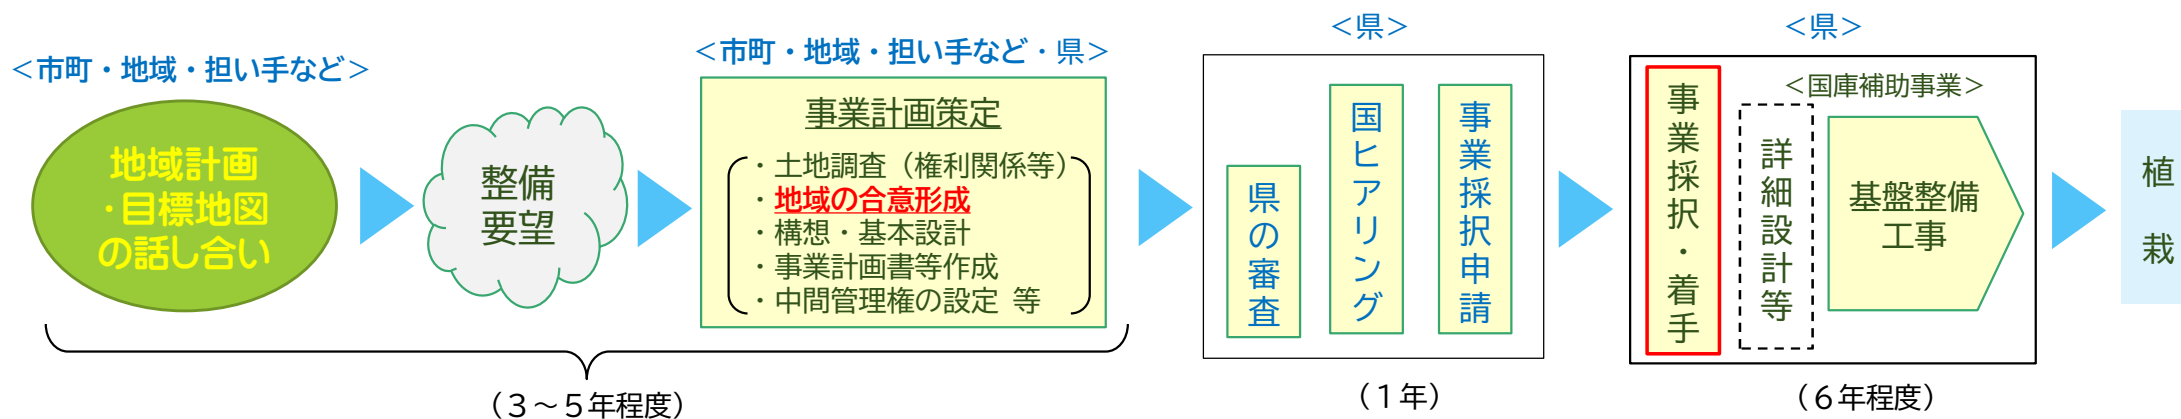 ＜市町・地域・担い手など＞
地域計画
・目標地図
の話し合い
整備
要望
＜市町・地域・担い手など・県＞
事業計画策定
・土地調査（権利関係等）
・地域の合意形成
・構想・基本設計
・事業計画書等作成
・中間管理権の設定 等
（３～５年程度）
＜県＞
県の審査
国ヒアリング
事業採択申請
（１年）
＜県＞
事業採択・着手
＜国庫補助事業＞
詳細設計等
基盤整備
工事
（６年程度）
植栽